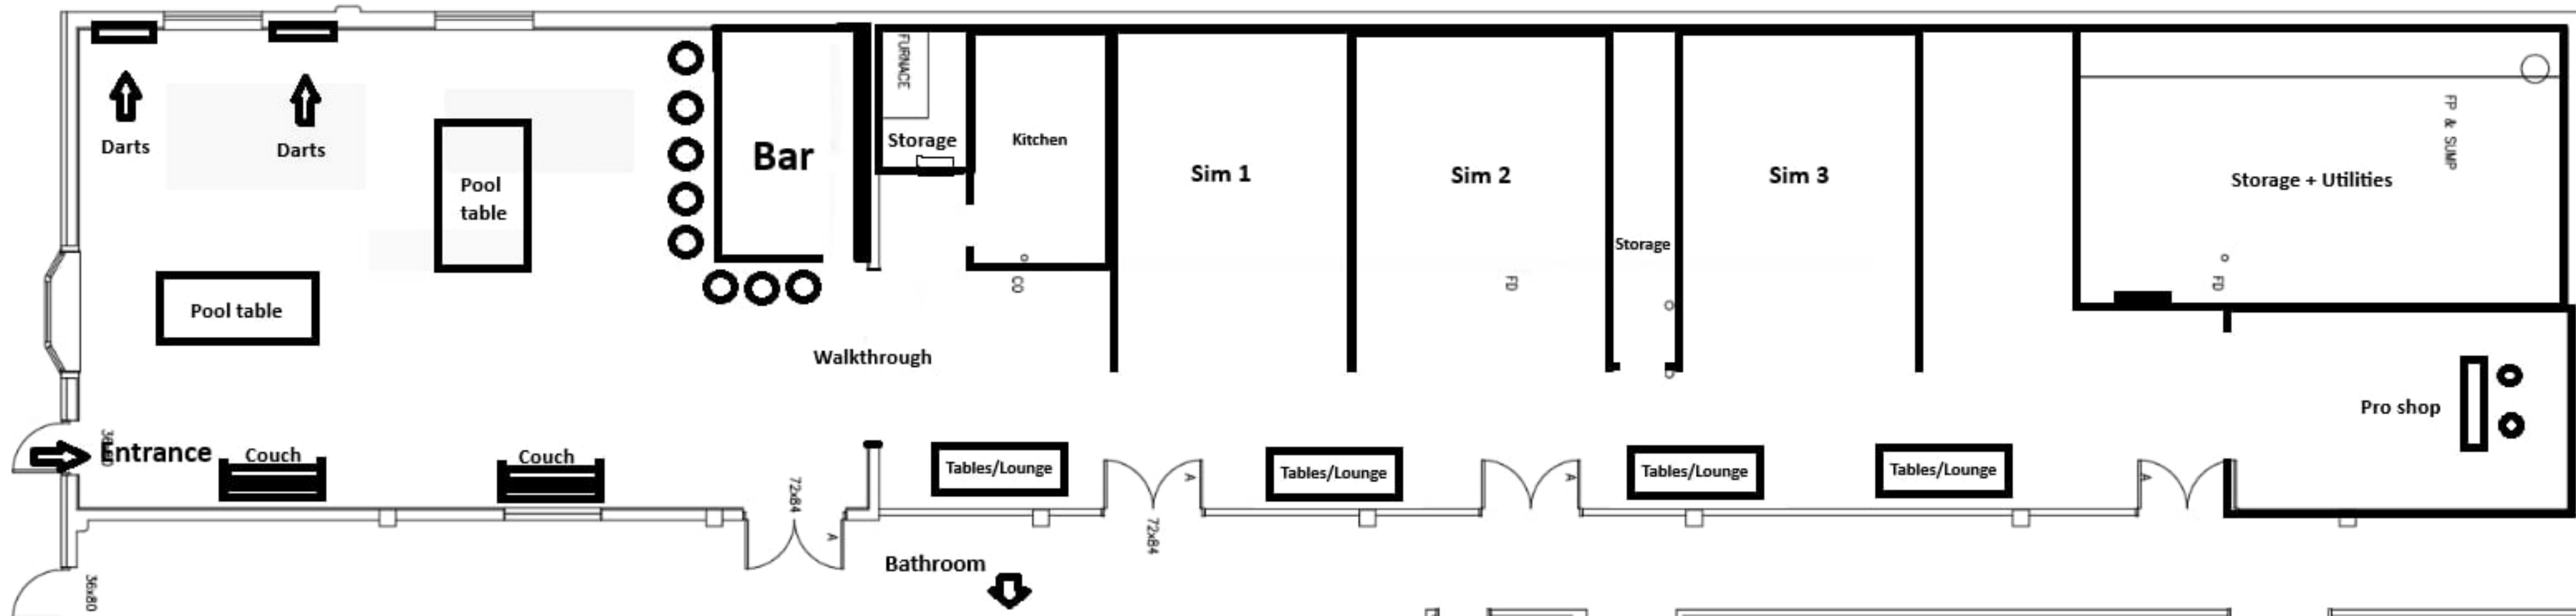 FURNACE
Darts
Darts
Pool
table
Bar
Storage
Kitchen
Sim 1
Sim 2
Sim 3
Storage
Storage + Utilities
FP & SUMP
Pool table
CO
FD
FD
Walkthrough
Pro shop
Entrance
Couch
Couch
Tables/Lounge
Tables/Lounge
Tables/Lounge
Tables/Lounge
72x84
A
A
A
A
72x84
Bathroom
36x80